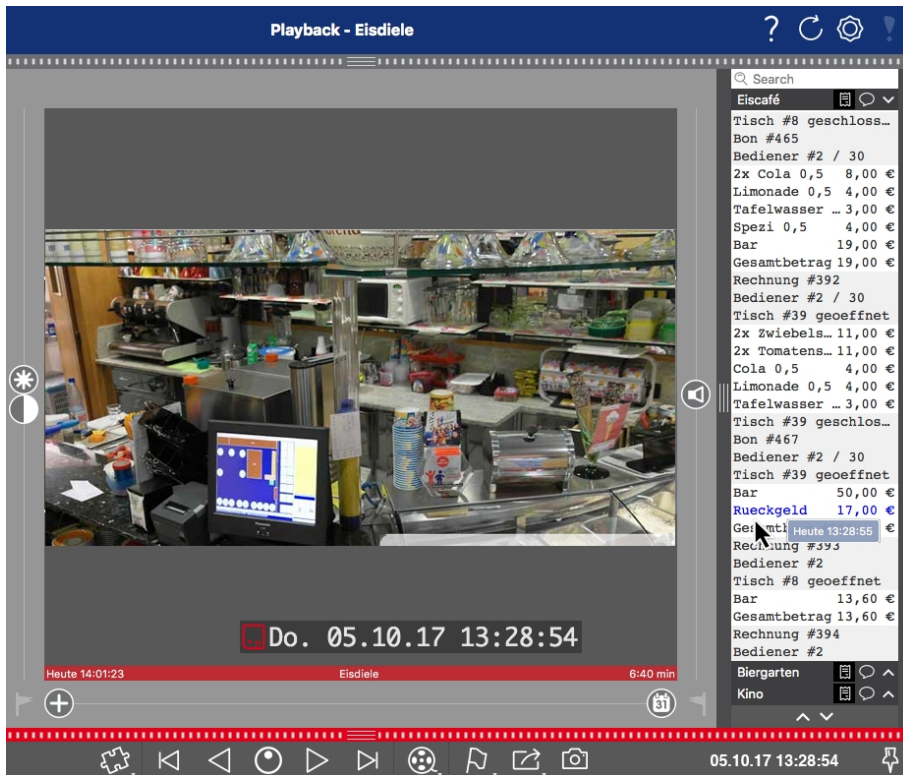 Playback - Eisdiele
Search
Eiscafé
Tisch #8 geschloss…
Bon #465
Bediener #2 / 30
2x Cola 0,5 8,00 €
Limonade 0,5 4,00 €
Tafelwasser … 3,00 €
Spezi 0,5 4,00 €
Bar 19,00 €
Gesamtbetrag 19,00 €
Rechnung #392
Bediener #2 / 30
Tisch #39 geoeffnet
2x Zwiebels… 11,00 €
2x Tomatens… 11,00 €
Cola 0,5 4,00 €
Limonade 0,5 4,00 €
Tafelwasser … 3,00 €
Tisch #39 geschlos…
Bon #467
Bediener #2 / 30
Tisch #39 geoeffnet
Bar 50,00 €
Rueckgeld 17,00 €
€
Heute 13:28:55
Rechnung #393
Bediener #2
Tisch #8 geoeffnet
Bar 13,60 €
Gesamtbetrag 13,60 €
Rechnung #394
Bediener #2
Biergarten
Kino
Do. 05.10.17 13:28:54
Heute 14:01:23 Eisdiele 6:40 min
31
05.10.17 13:28:54